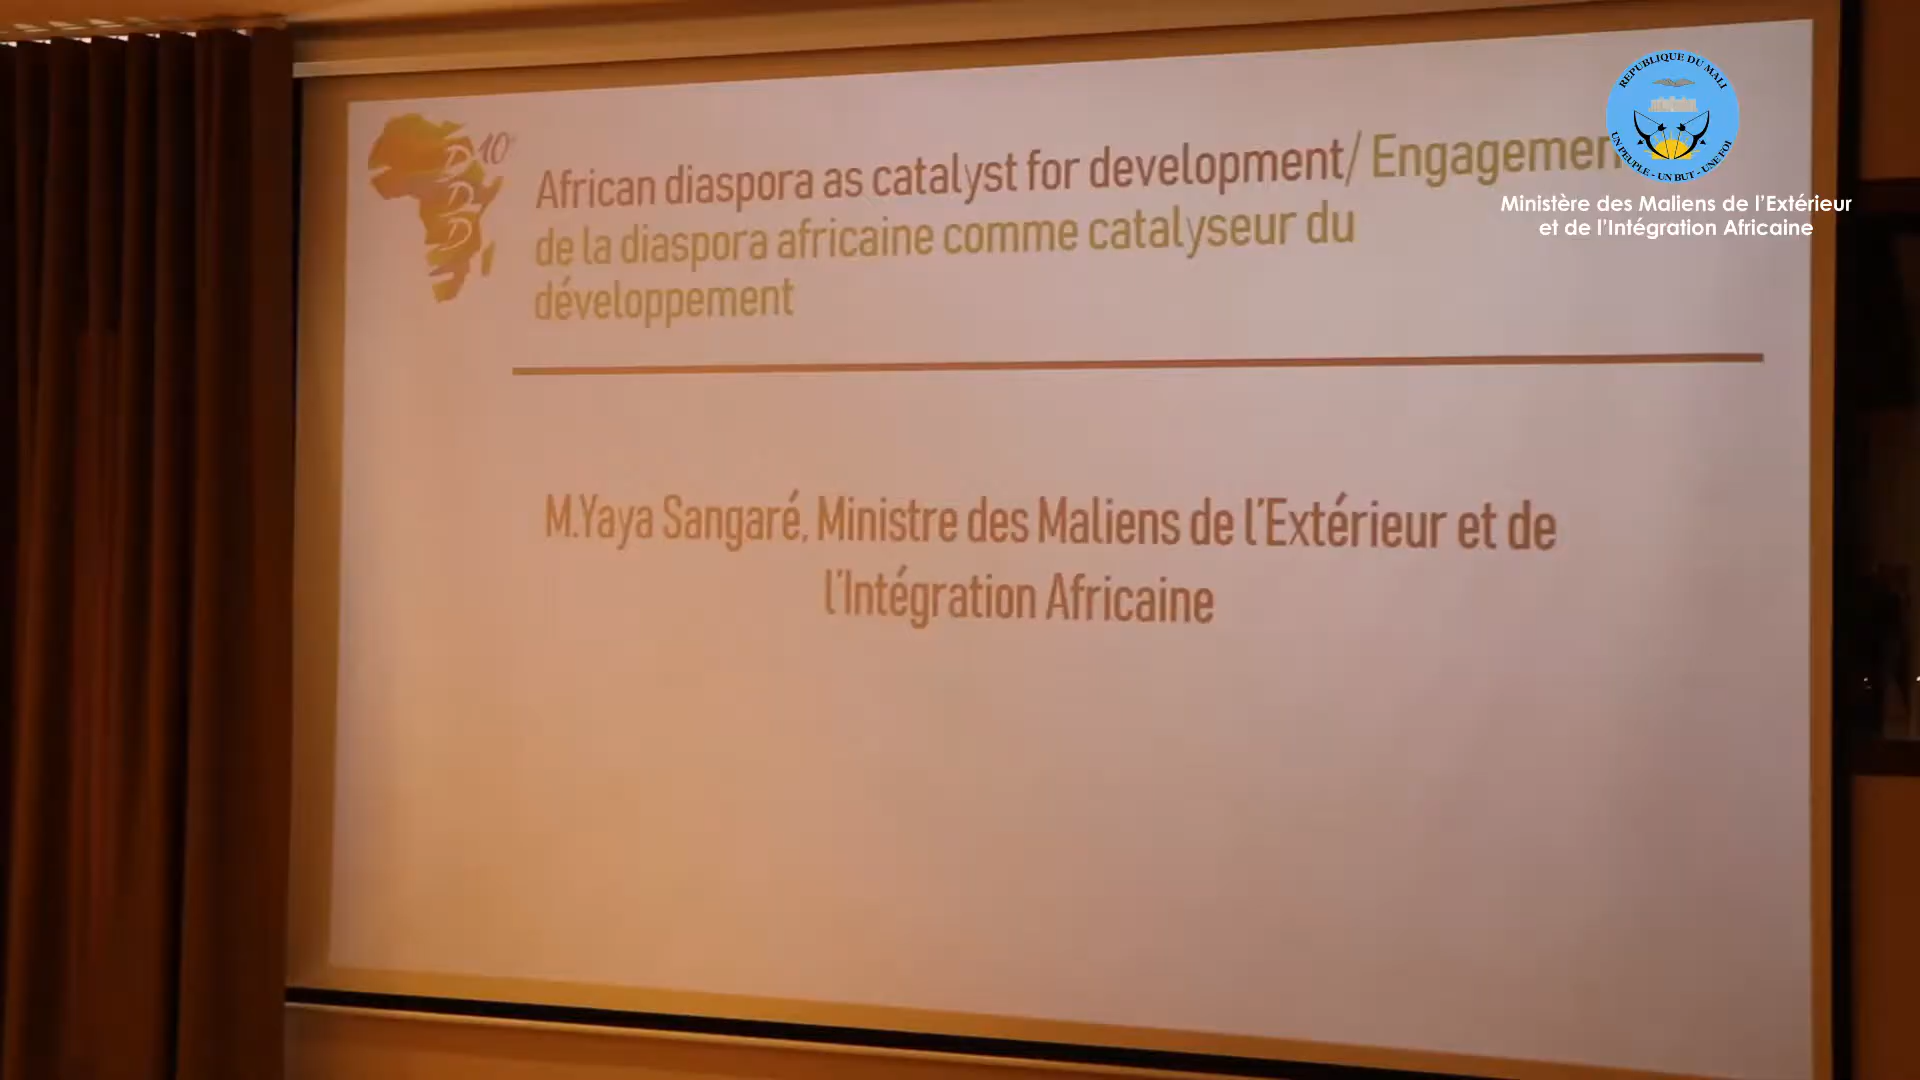 10e
DDD
African diaspora as catalyst for development/ Engagemen
de la diaspora africaine comme catalyseur du
développement
M.Yaya Sangaré, Ministre des Maliens de l'Extérieur et de
l'Intégration Africaine
REPUBLIQUE DU MALI
UN PEUPLE - UN BUT - UNE FOI
Ministère des Maliens de l'Extérieur
et de l'Intégration Africaine